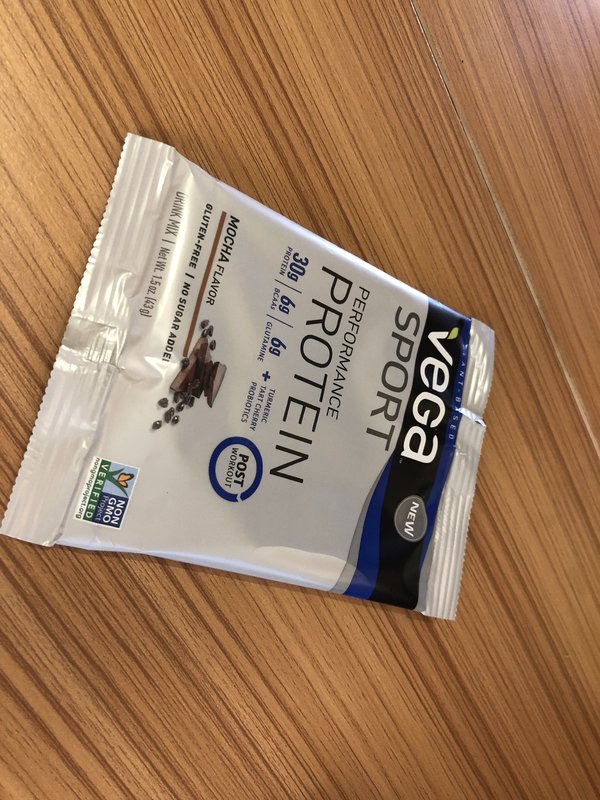 PLANT-BASED
vega
NEW
SPORT
PERFORMANCE
PROTEIN
30g PROTEIN | 6g BCAAs | 6g GLUTAMINE + TURMERIC TART CHERRY PROBIOTICS
POST
WORKOUT
MOCHA FLAVOR
GLUTEN-FREE | NO SUGAR ADDED
DRINK MIX | Net Wt. 1.5 oz. (43g)
NON
GMO
Project
VERIFIED
nongmoproject.org